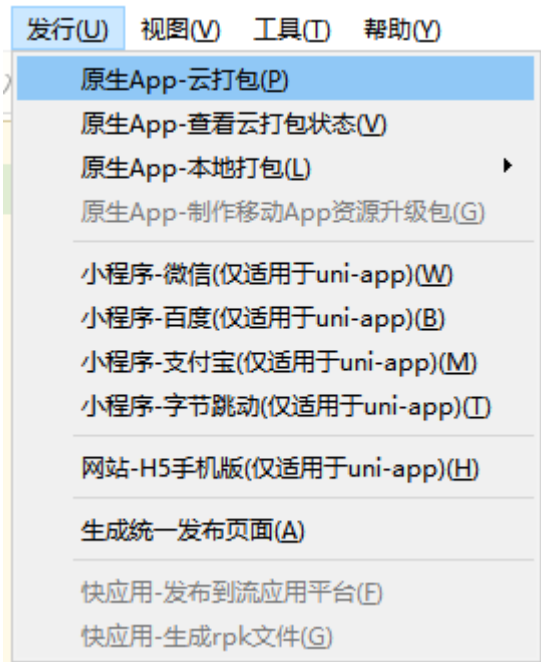 发行(U) 视图(V) 工具(T) 帮助(Y)
原生App-云打包(P)
原生App-查看云打包状态(V)
原生App-本地打包(L)
原生App-制作移动App资源升级包(G)
小程序-微信(仅适用于uni-app)(W)
小程序-百度(仅适用于uni-app)(B)
小程序-支付宝(仅适用于uni-app)(M)
小程序-字节跳动(仅适用于uni-app)(T)
网站-H5手机版(仅适用于uni-app)(H)
生成统一发布页面(A)
快应用-发布到流应用平台(F)
快应用-生成rpk文件(G)